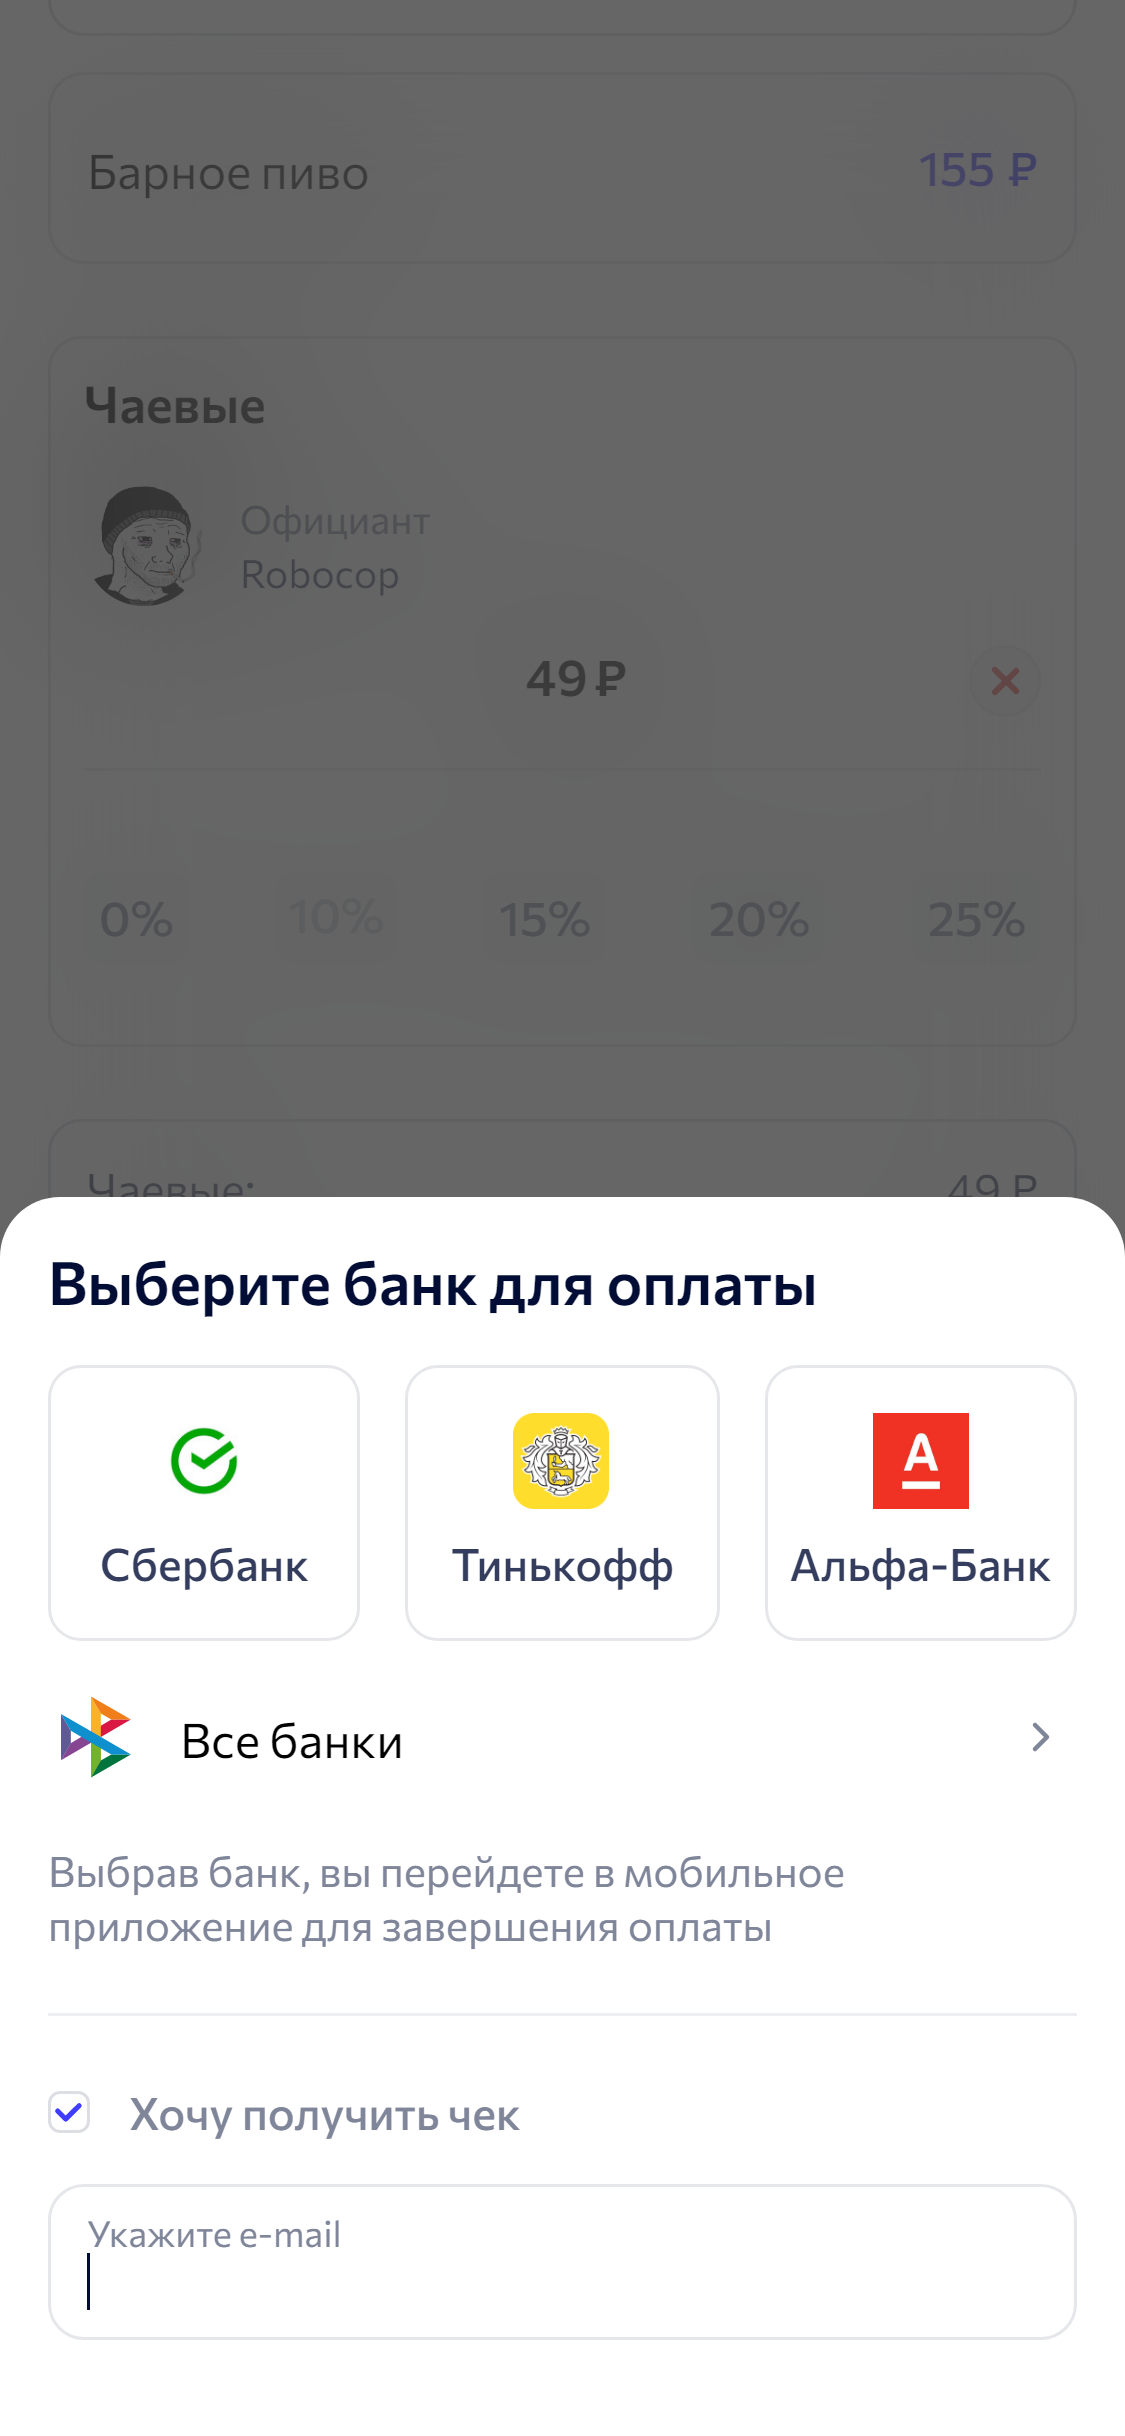 Барное пиво 155 ₽
Чаевые
Официант
Robocop
49 ₽
0% 10% 15% 20% 25%
Чаевые: 49 ₽
Выберите банк для оплаты
Сбербанк Тинькофф Альфа-Банк
Все банки
Выбрав банк, вы перейдете в мобильное
приложение для завершения оплаты
Хочу получить чек
Укажите e-mail